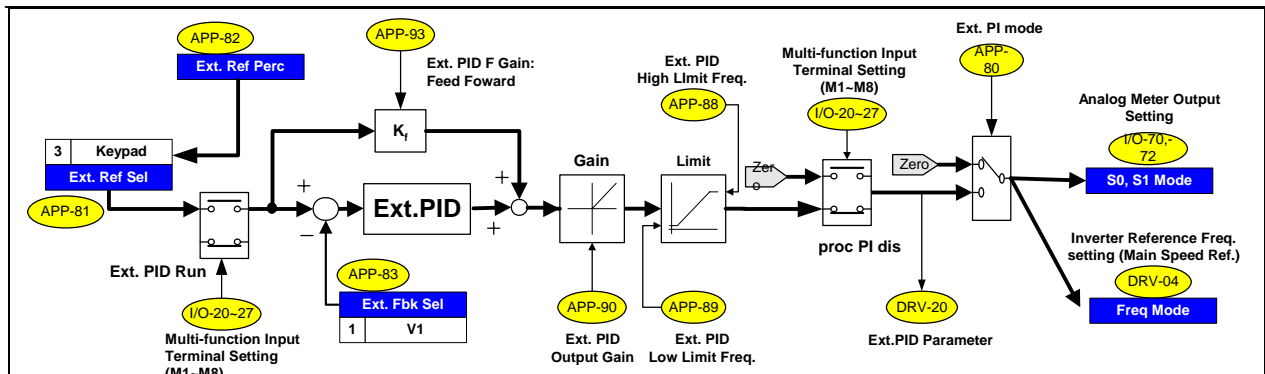 APP-82
Ext. Ref Perc
3 Keypad
Ext. Ref Sel
APP-81
Ext. PID Run
I/O-20~27
Multi-function Input
Terminal Setting
(M1~M8)
APP-93
Ext. PID F Gain:
Feed Foward
Kf
+
−
Ext.PID
+
+
APP-83
Ext. Fbk Sel
1 V1
Gain
APP-90
Ext. PID
Output Gain
Ext. PID
High LImit Freq.
APP-88
Limit
APP-89
Ext. PID
Low Limit Freq.
Multi-function Input
Terminal Setting
(M1~M8)
I/O-20~27
Zer
o
proc PI dis
DRV-20
Ext.PID Parameter
Ext. PI mode
APP-
80
Zero
Analog Meter Output
Setting
I/O-70,-
72
S0, S1 Mode
Inverter Reference Freq.
setting (Main Speed Ref.)
DRV-04
Freq Mode